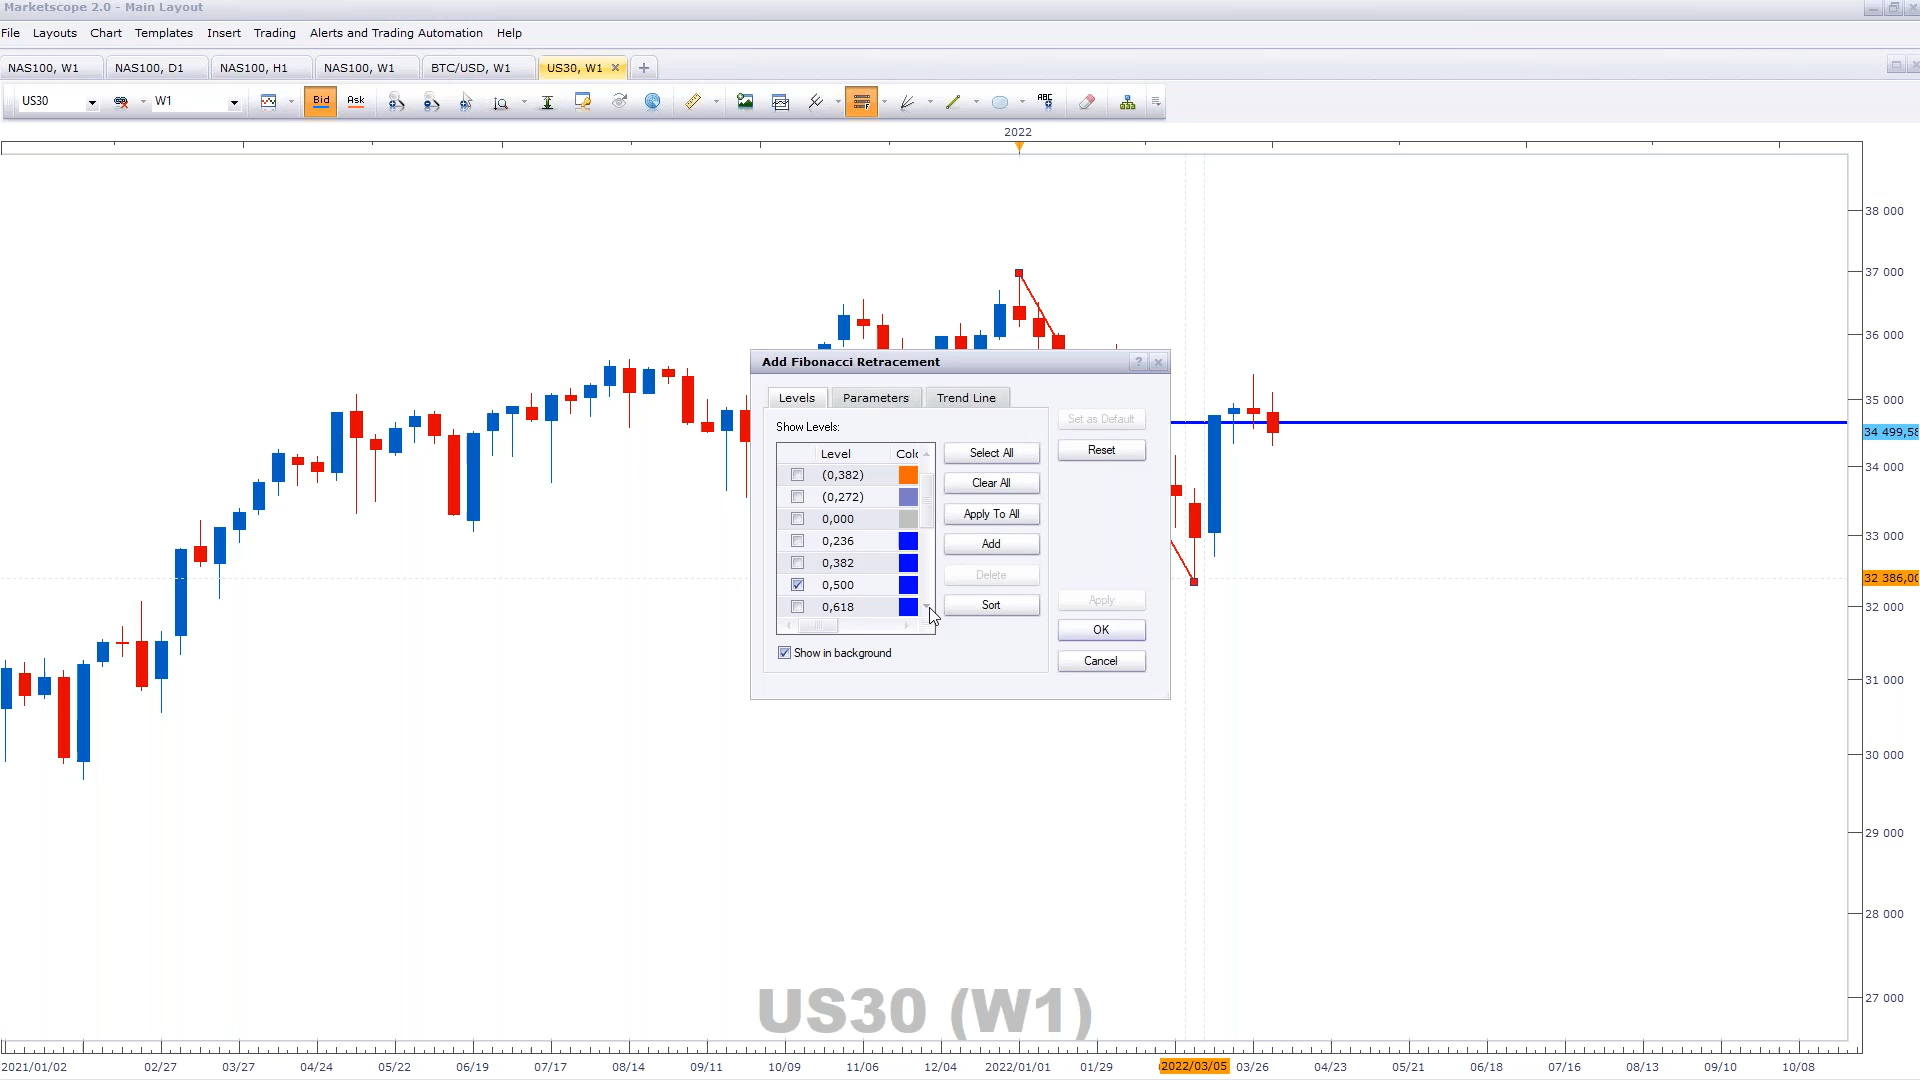 Marketscope 2.0 - Main Layout
File Layouts Chart Templates Insert Trading Alerts and Trading Automation Help
NAS100, W1 NAS100, D1 NAS100, H1 NAS100, W1 BTC/USD, W1 US30, W1
US30 W1 Bid Ask ABC
2022
38 000
37 000
36 000
Add Fibonacci Retracement
Levels Parameters Trend Line
35 000
Set as Default
Show Levels:
34 499,58
Level Select All Reset
34 000
(0,382)
Clear All
(0,272)
Apply To All
0,000
33 000
0,236 Add
0,382
Delete
32 386,00
0,500
Apply
0,618 Sort
32 000
OK
Show in background
Cancel
31 000
30 000
29 000
28 000
27 000
US30 (W1)
2021/01/02 02/27 03/27 04/24 05/22 06/19 07/17 08/14 09/11 10/09 11/06 12/04 2022/01/01 01/29 2022/03/05 03/26 04/23 05/21 06/18 07/16 08/13 09/10 10/08